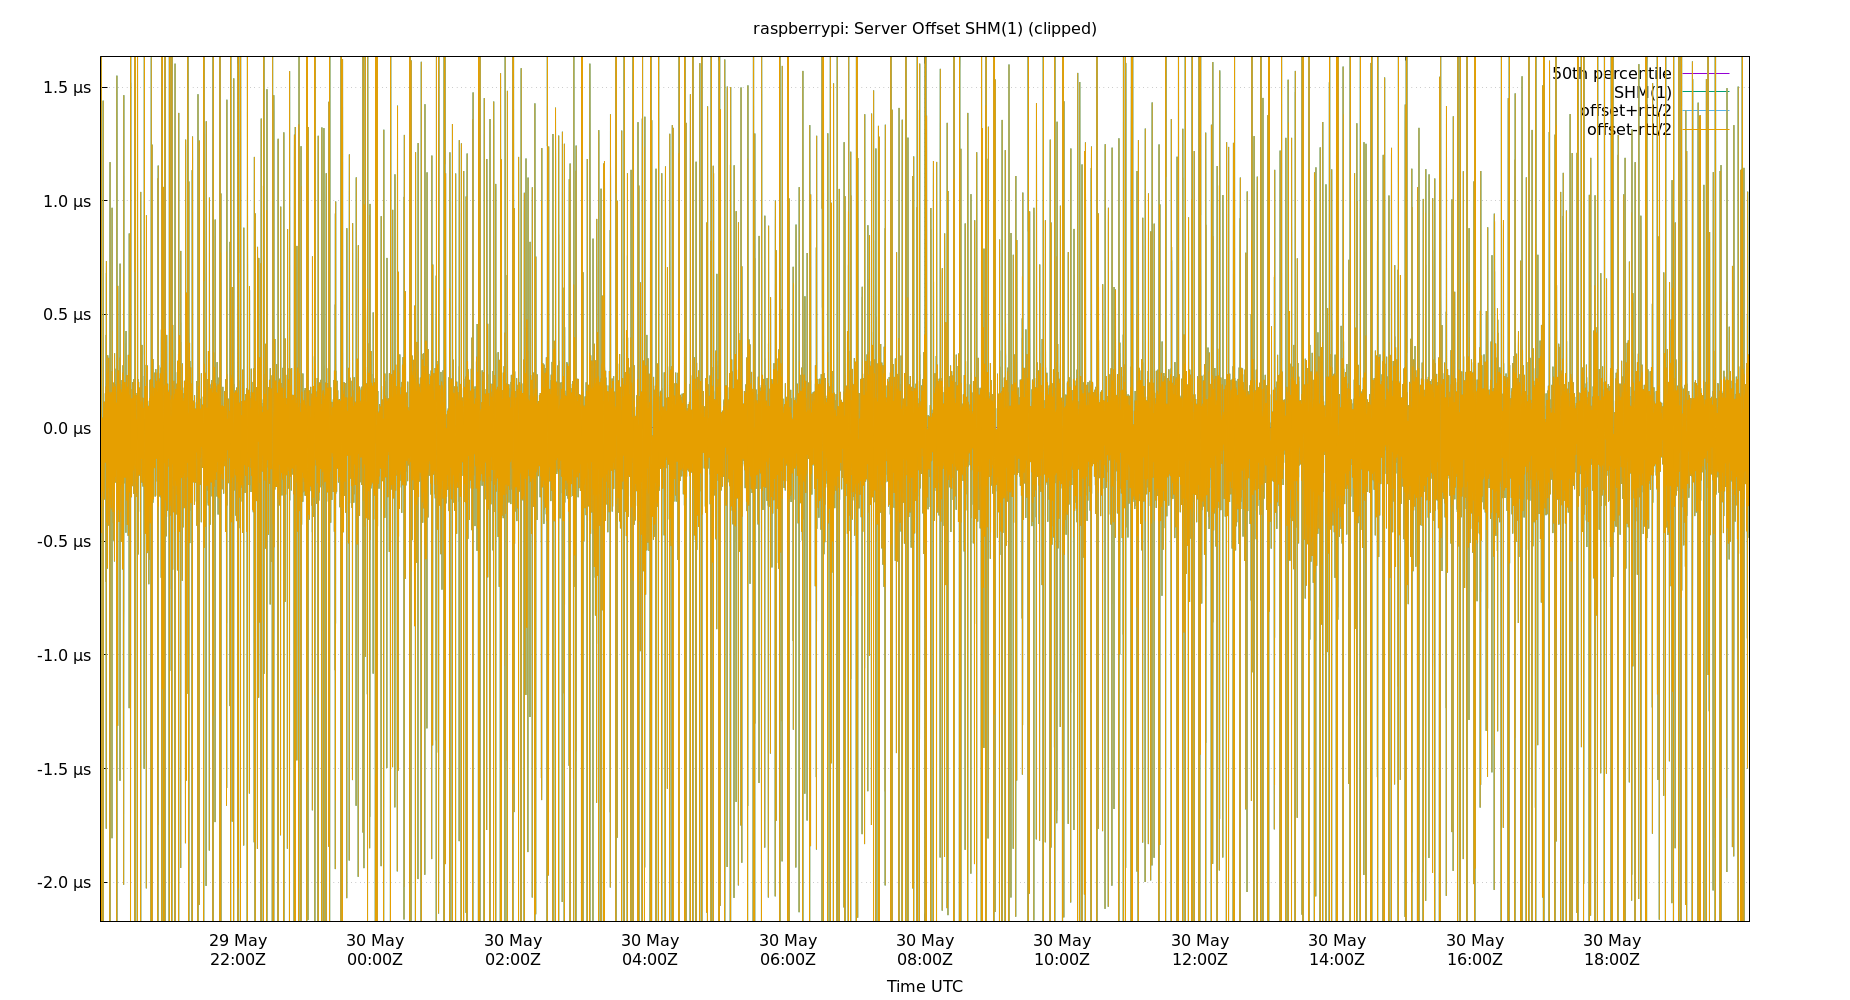 raspberrypi: Server Offset SHM(1) (clipped)
50th percentile
SHM(1)
offset+rtt/2
offset-rtt/2
1.5 µs
1.0 µs
0.5 µs
0.0 µs
-0.5 µs
-1.0 µs
-1.5 µs
-2.0 µs
29 May 30 May 30 May 30 May 30 May 30 May 30 May 30 May 30 May 30 May 30 May
22:00Z 00:00Z 02:00Z 04:00Z 06:00Z 08:00Z 10:00Z 12:00Z 14:00Z 16:00Z 18:00Z
Time UTC